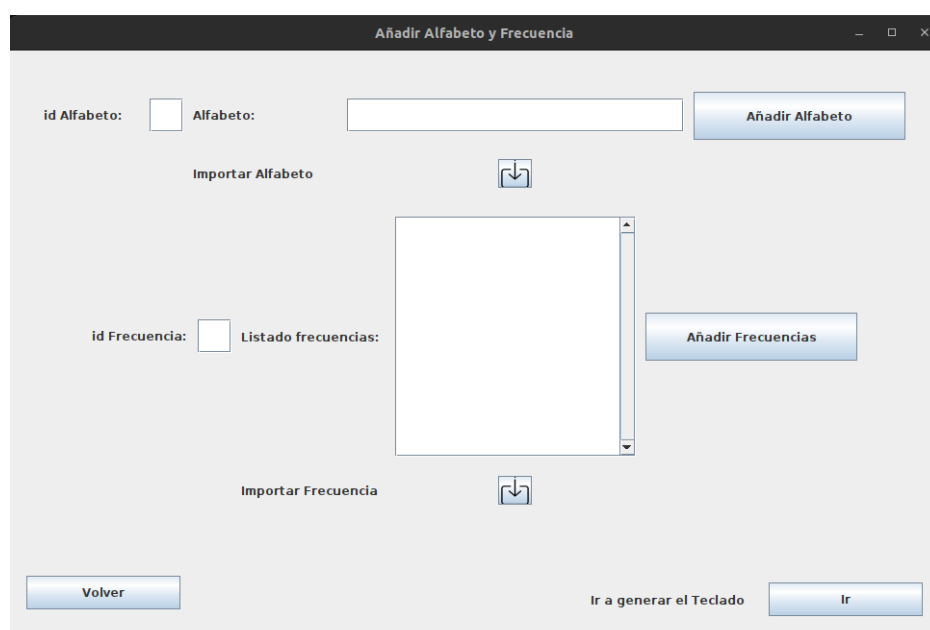 Añadir Alfabeto y Frecuencia
id Alfabeto: Alfabeto: Añadir Alfabeto
Importar Alfabeto
id Frecuencia: Listado frecuencias: Añadir Frecuencias
Importar Frecuencia
Volver
Ir a generar el Teclado Ir